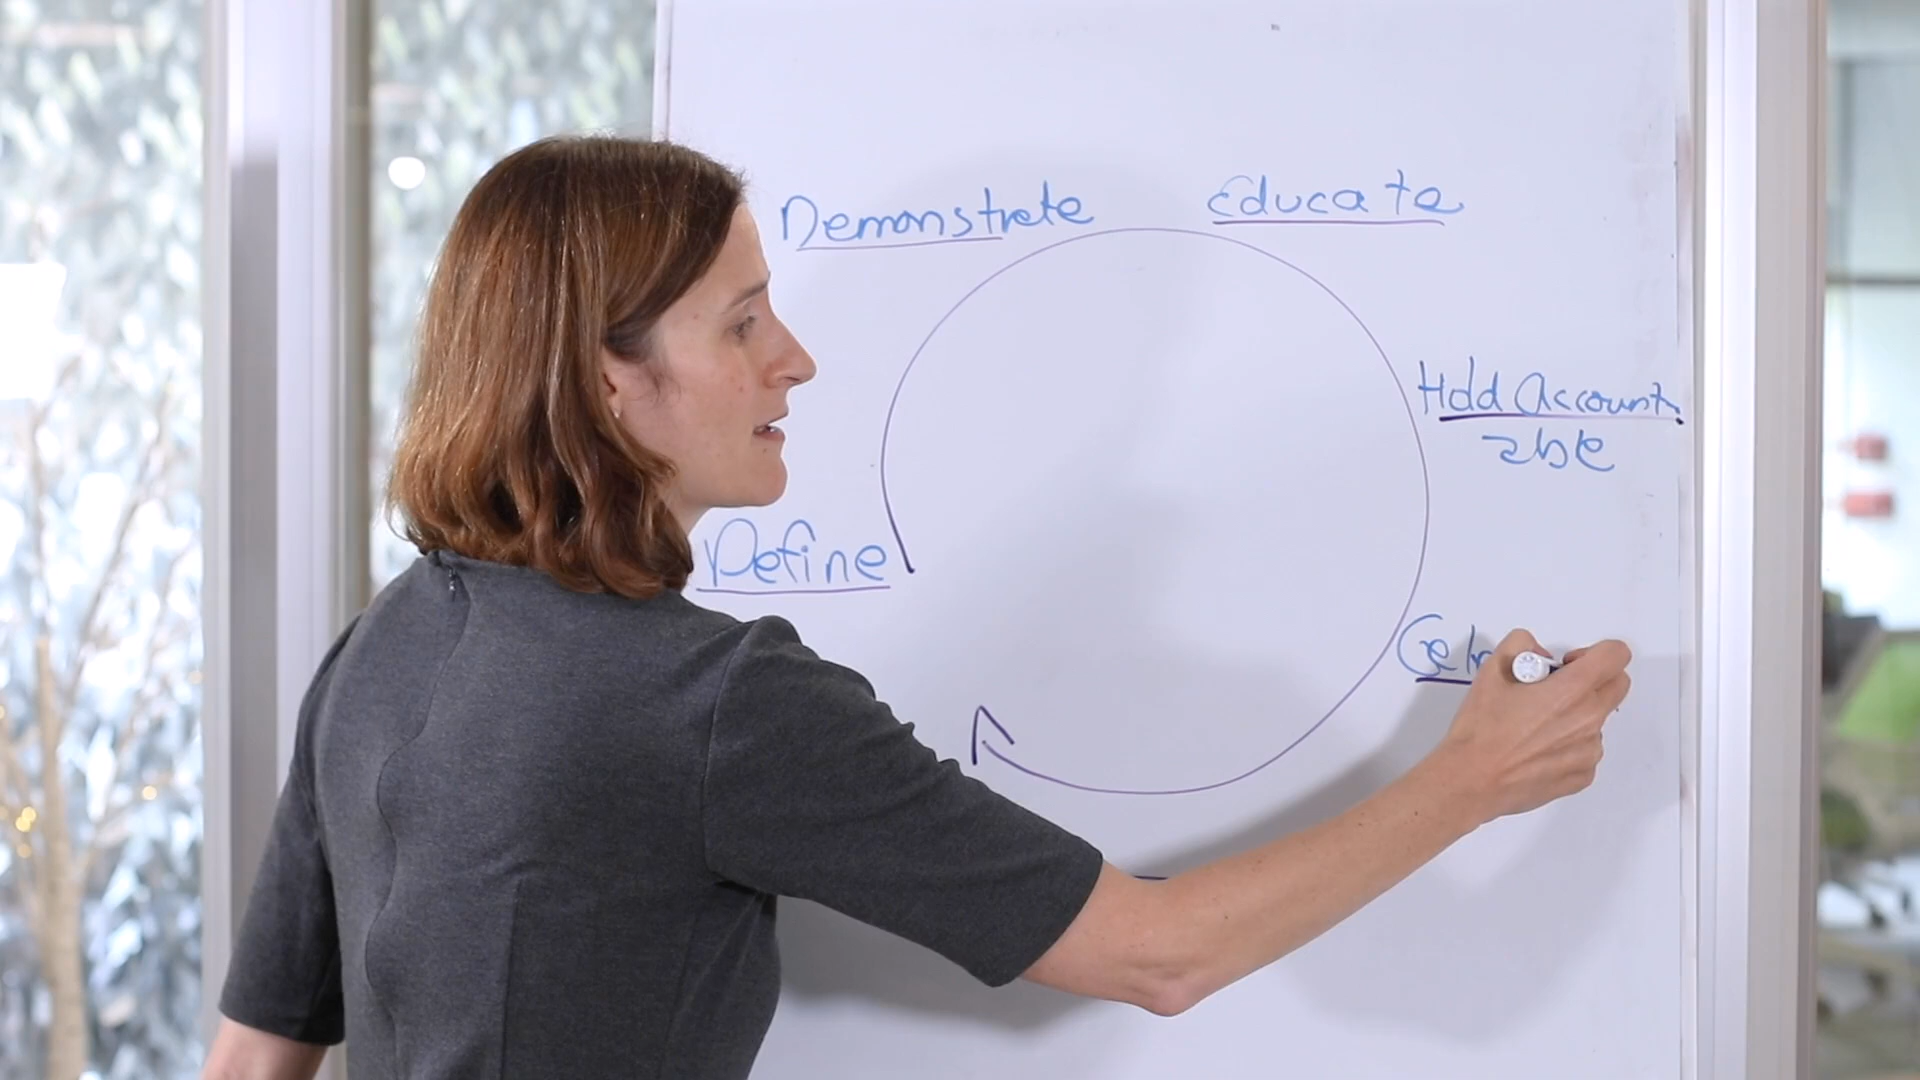 Demonstrate
Educate
Hold Account
able
Define